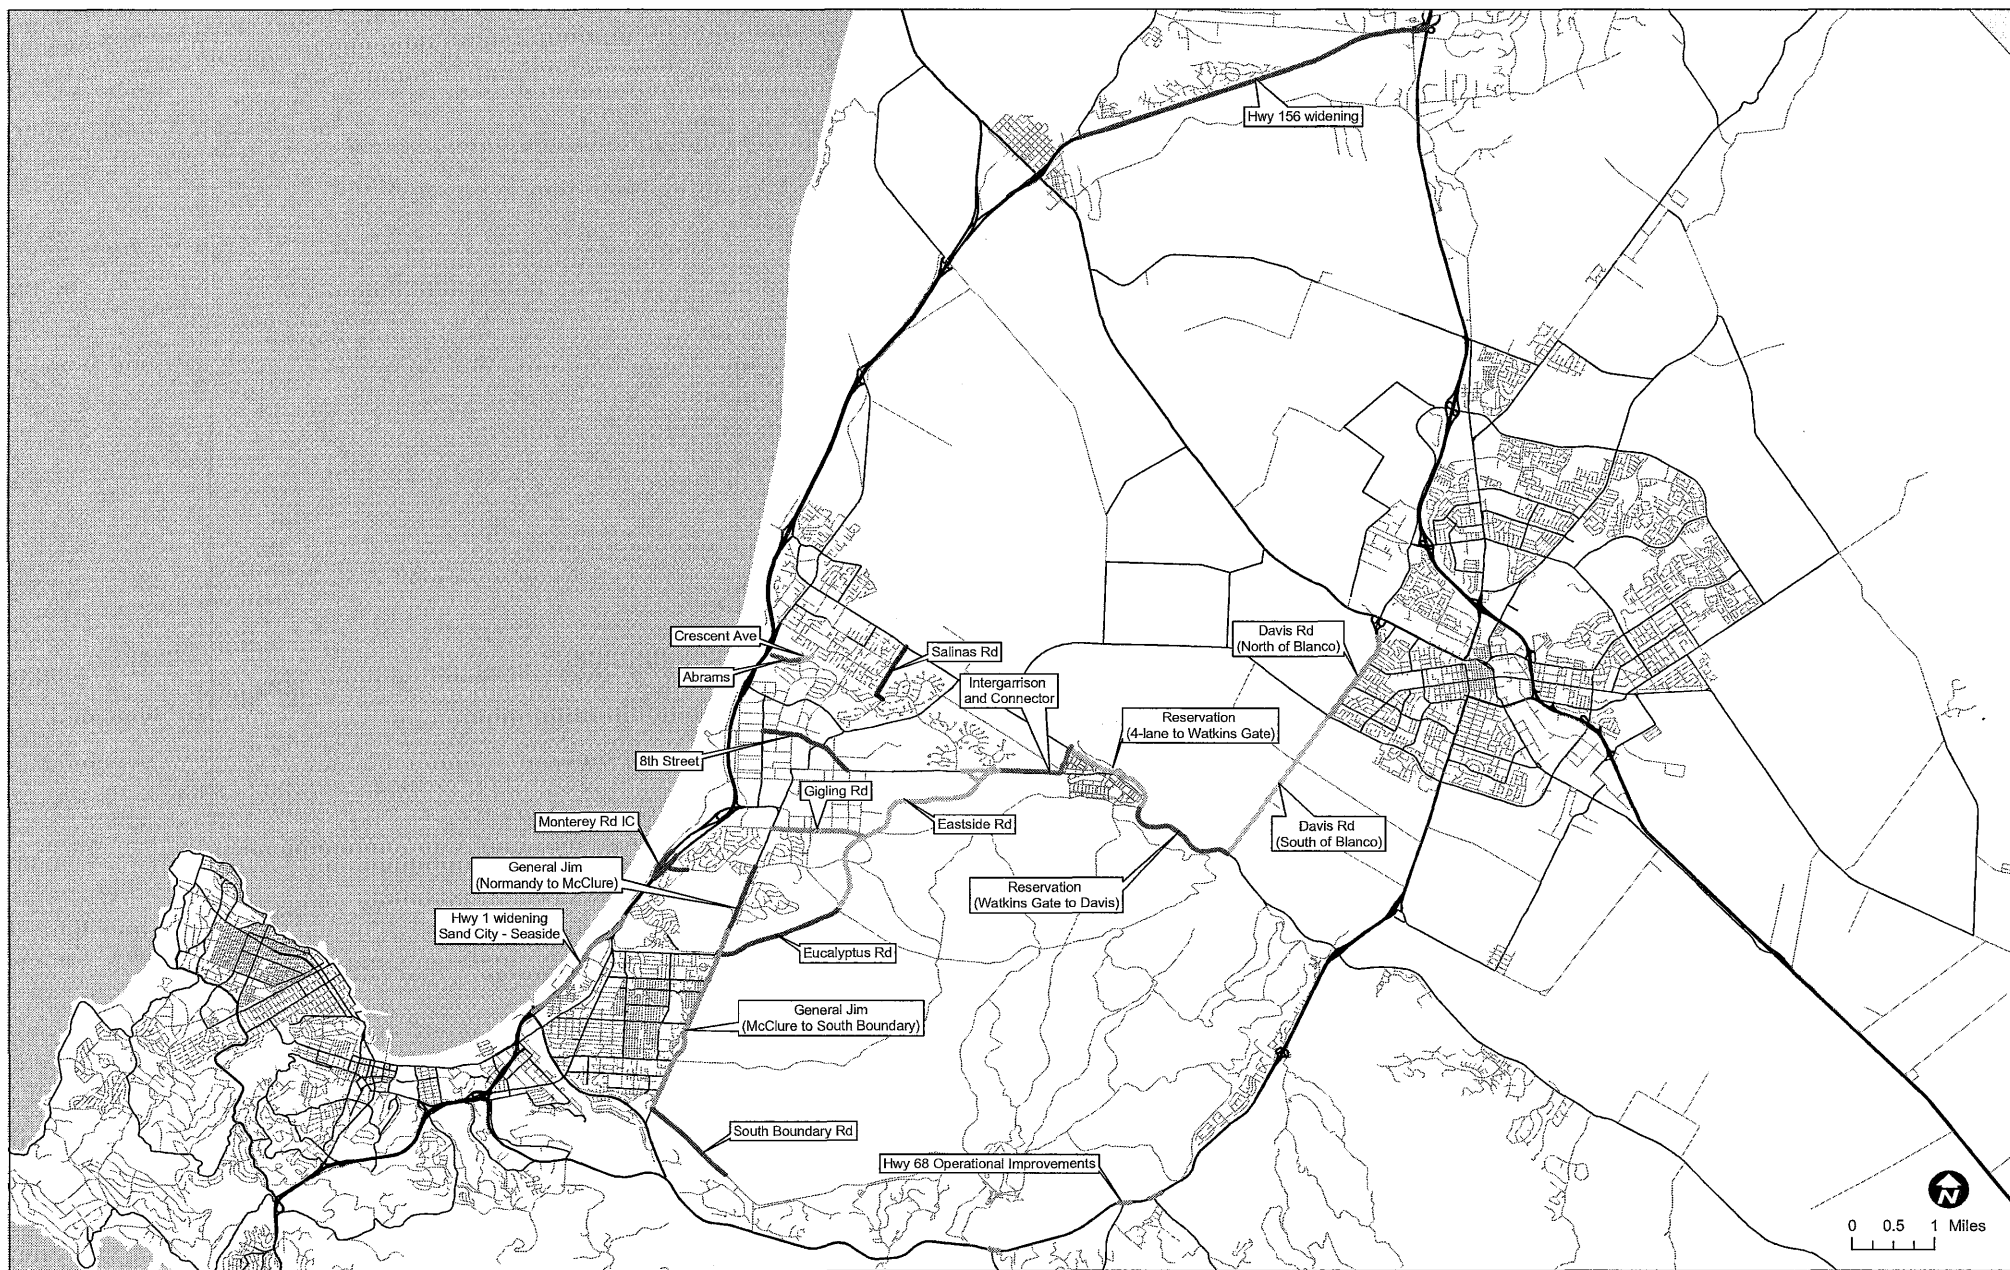 Hwy 156 widening
Crescent Ave
Abrams
Salinas Rd
Davis Rd
(North of Blanco)
Intergarrison
and Connector
Reservation
(4-lane to Watkins Gate)
8th Street
Gigling Rd
Monterey Rd IC
Eastside Rd
Davis Rd
(South of Blanco)
General Jim
(Normandy to McClure)
Reservation
(Watkins Gate to Davis)
Hwy 1 widening
Sand City - Seaside
Eucalyptus Rd
General Jim
(McClure to South Boundary)
South Boundary Rd
Hwy 68 Operational Improvements
N
0 0.5 1 Miles